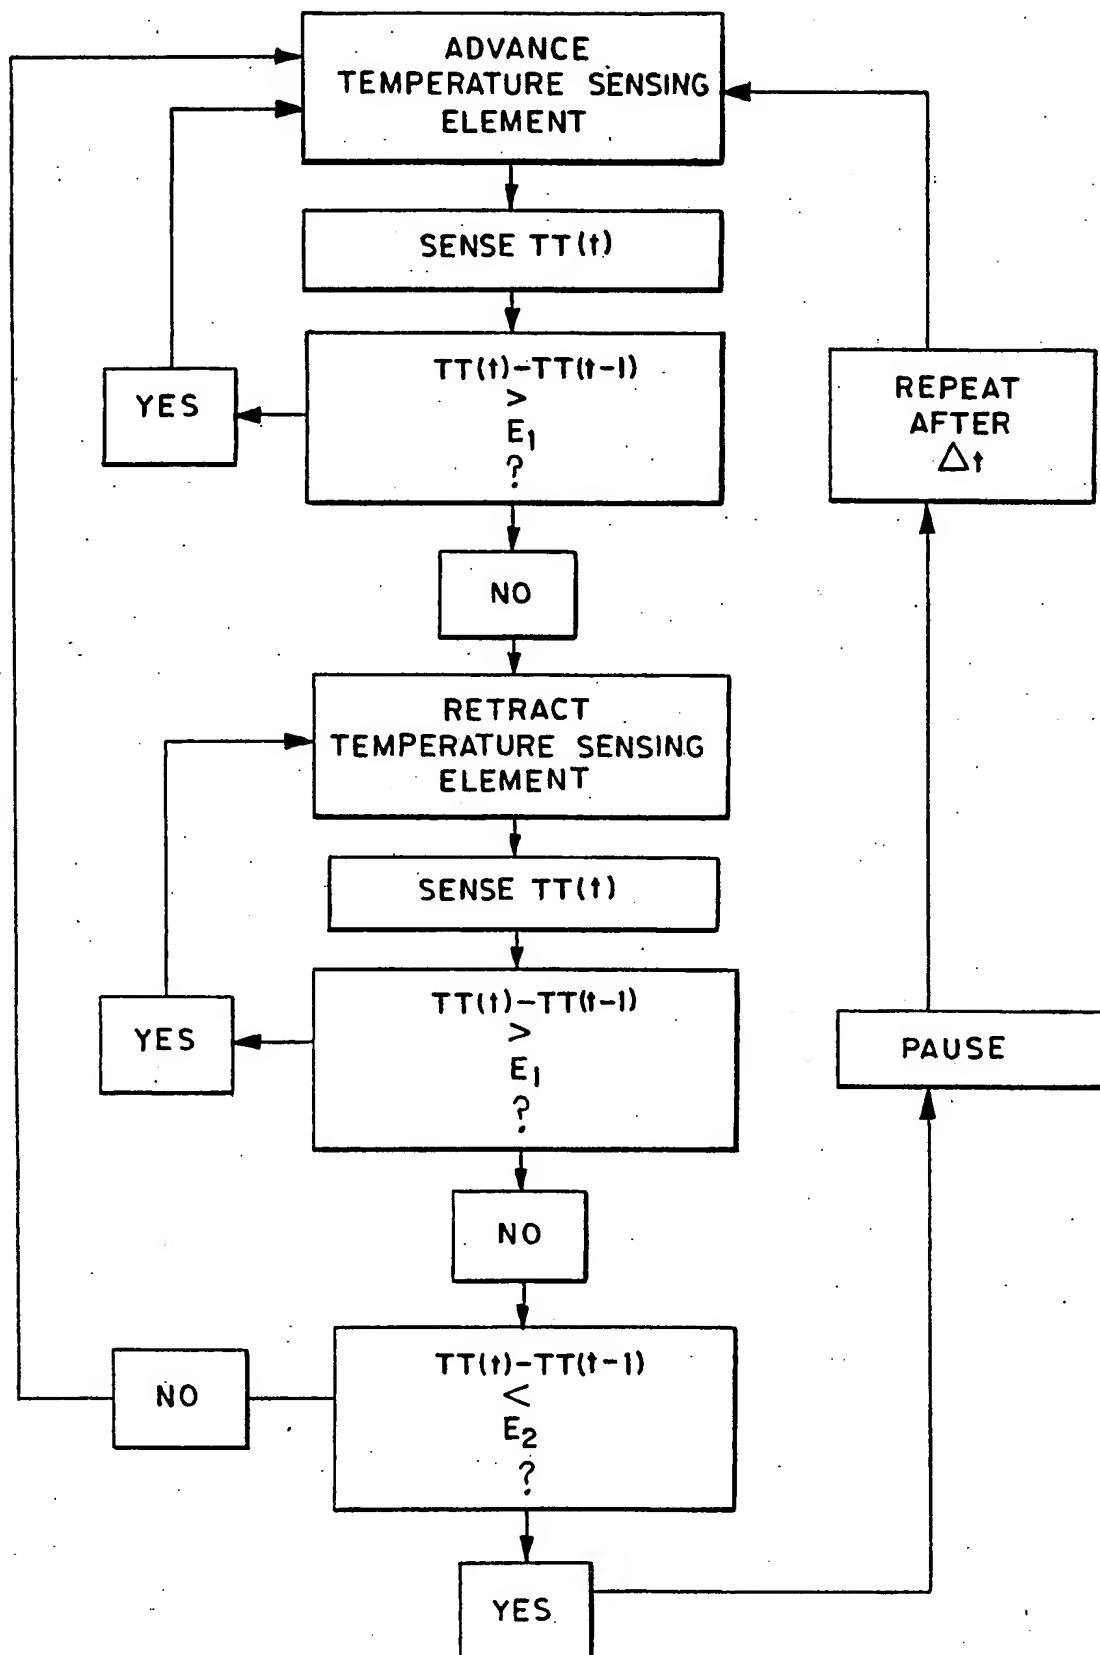 ADVANCE
TEMPERATURE SENSING
ELEMENT
SENSE TT(t)
TT(t)-TT(t-1)
>
E1
?
YES
REPEAT
AFTER
Δt
NO
RETRACT
TEMPERATURE SENSING
ELEMENT
SENSE TT(t)
TT(t)-TT(t-1)
>
E1
?
YES
PAUSE
NO
TT(t)-TT(t-1)
<
E2
?
NO
YES